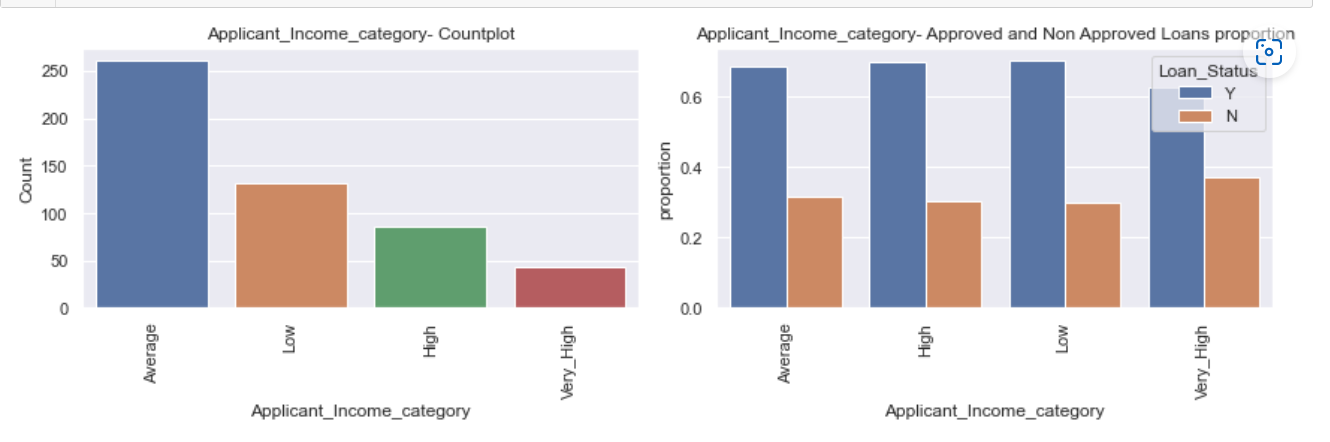 Applicant_Income_category- Countplot
250
200
150
100
50
0
Count
Average
Low
High
Very_High
Applicant_Income_category
Applicant_Income_category- Approved and Non Approved Loans proportion
Loan_Status
Y
N
0.6
0.4
0.2
0.0
proportion
Average
High
Low
Very_High
Applicant_Income_category